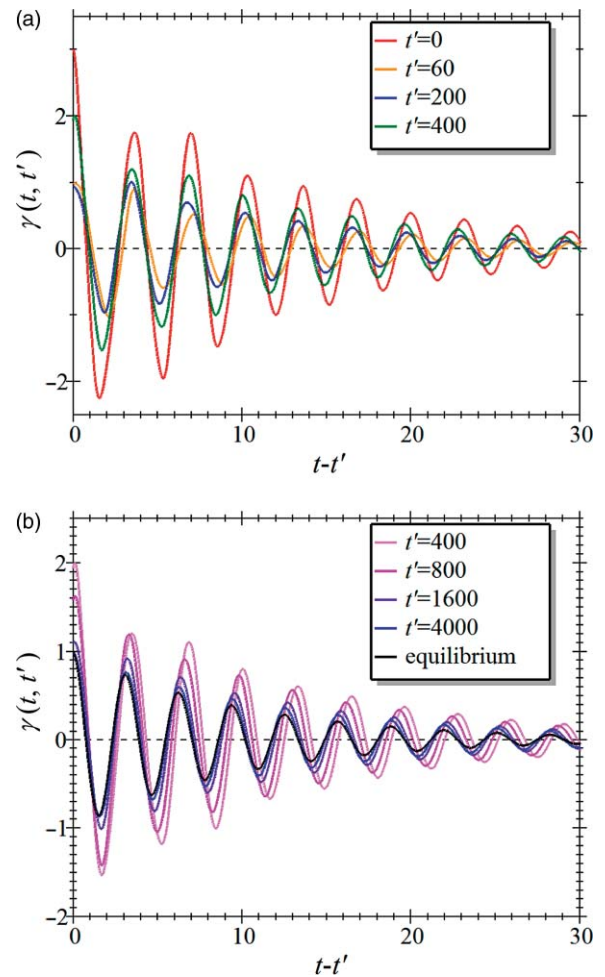 (a)
γ(t, t′)
2
0
−2
0
10
20
30
t-t′
t′=0
t′=60
t′=200
t′=400
(b)
γ(t, t′)
2
1
0
−1
−2
0
10
20
30
t-t′
t′=400
t′=800
t′=1600
t′=4000
equilibrium